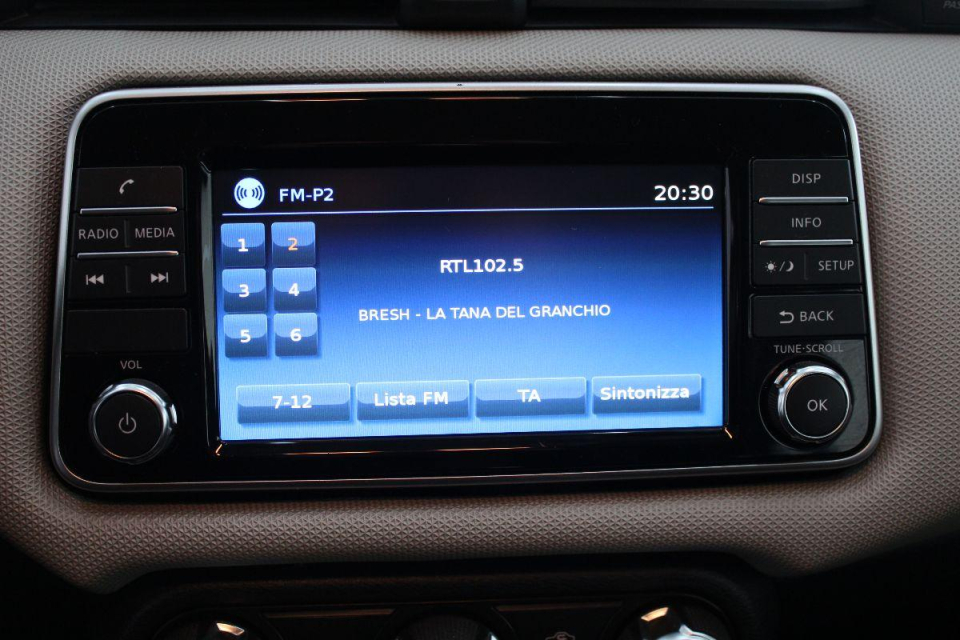 PAS
FM-P2
20:30
1 2
3 4
5 6
RTL102.5
BRESH - LA TANA DEL GRANCHIO
7-12 Lista FM TA Sintonizza
RADIO MEDIA
VOL
DISP
INFO
SETUP
BACK
TUNE-SCROLL
OK